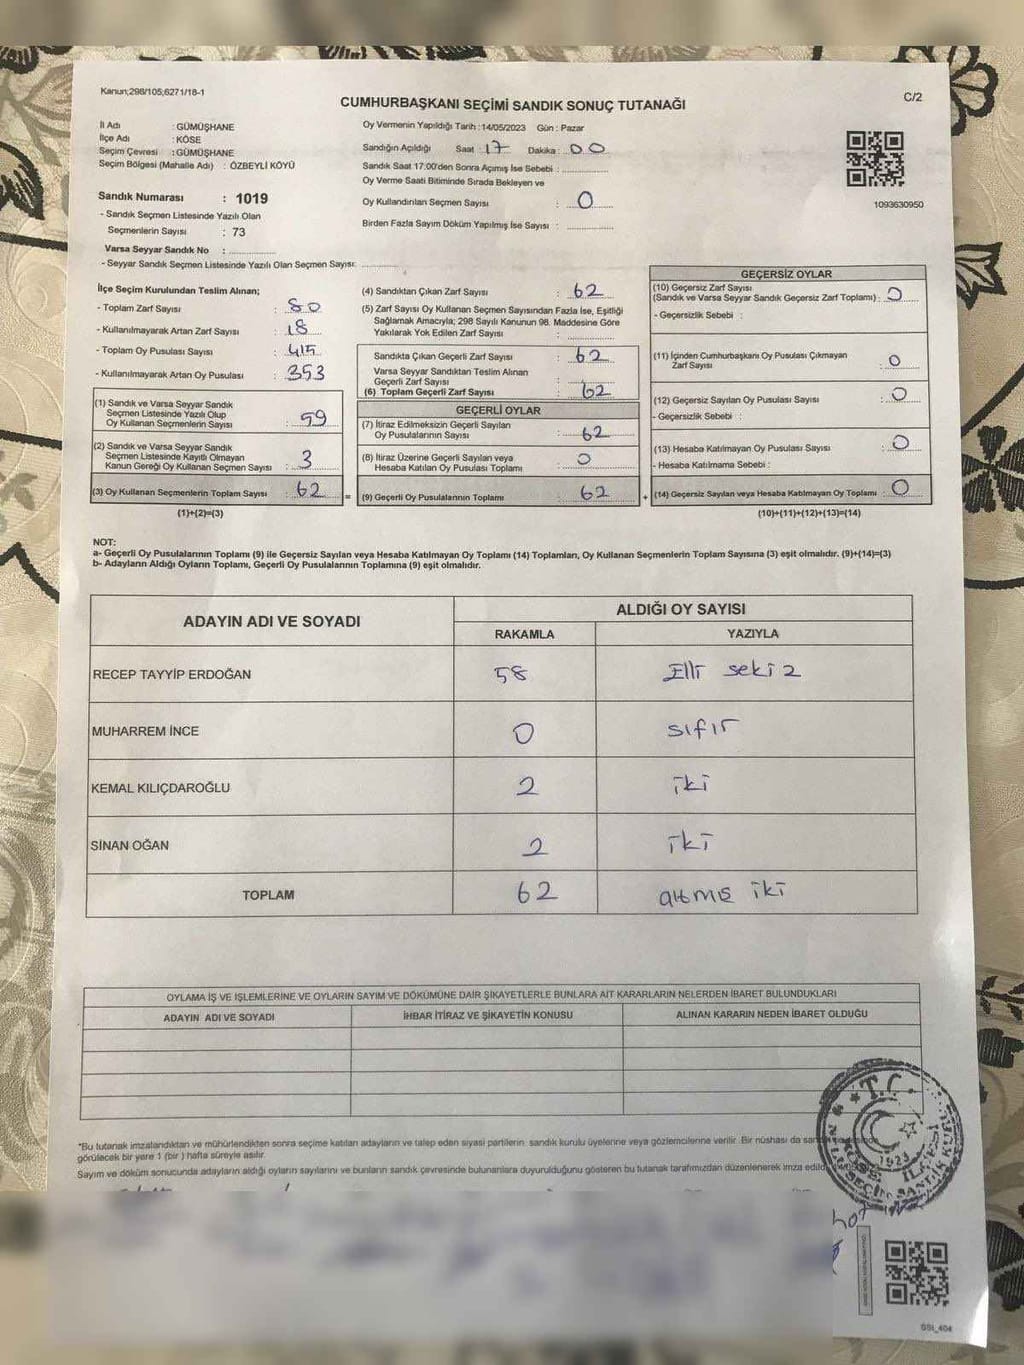 Kanun;298/105;6271/18-1
CUMHURBAŞKANI SEÇİMİ SANDIK SONUÇ TUTANAĞI
C/2
İl Adı : GÜMÜŞHANE
İlçe Adı : KÖSE
Seçim Çevresi : GÜMÜŞHANE
Seçim Bölgesi (Mahalle Adı) : ÖZBEYLİ KÖYÜ
Sandık Numarası : 1019
- Sandık Seçmen Listesinde Yazılı Olan
Seçmenlerin Sayısı : 73
Varsa Seyyar Sandık No :
- Seyyar Sandık Seçmen Listesinde Yazılı Olan Seçmen Sayısı:
Oy Vermenin Yapıldığı Tarih : 14/05/2023 Gün : Pazar
Sandığın Açıldığı Saat : 17 Dakika : 00
Sandık Saat 17:00'den Sonra Açımış İse Sebebi :
Oy Verme Saati Bitiminde Sırada Bekleyen ve
Oy Kullandırılan Seçmen Sayısı : 0
Birden Fazla Sayım Döküm Yapılmış İse Sayısı :
1093630950
İlçe Seçim Kurulundan Teslim Alınan;
- Toplam Zarf Sayısı : 80
- Kullanılmayarak Artan Zarf Sayısı : 18
- Toplam Oy Pusulası Sayısı : 415
- Kullanılmayarak Artan Oy Pusulası : 353
(1) Sandık ve Varsa Seyyar Sandık
Seçmen Listesinde Yazılı Olup
Oy Kullanan Seçmenlerin Sayısı : 59
(2) Sandık ve Varsa Seyyar Sandık
Seçmen Listesinde Kayıtlı Olmayan
Kanun Gereği Oy Kullanan Seçmen Sayısı : 3
(3) Oy Kullanan Seçmenlerin Toplam Sayısı : 62 =
(1)+(2)=(3)
(4) Sandıktan Çıkan Zarf Sayısı : 62
(5) Zarf Sayısı Oy Kullanan Seçmen Sayısından Fazla İse, Eşitliği
Sağlamak Amacıyla; 298 Sayılı Kanunun 98. Maddesine Göre
Yakılarak Yok Edilen Zarf Sayısı :
Sandıkta Çıkan Geçerli Zarf Sayısı : 62
Varsa Seyyar Sandıktan Teslim Alınan
Geçerli Zarf Sayısı :
(6) Toplam Geçerli Zarf Sayısı : 62
GEÇERLİ OYLAR
(7) İtiraz Edilmeksizin Geçerli Sayılan
Oy Pusulalarının Sayısı : 62
(8) İtiraz Üzerine Geçerli Sayılan veya
Hesaba Katılan Oy Pusulası Toplamı : 0
(9) Geçerli Oy Pusulalarının Toplamı : 62 +
GEÇERSİZ OYLAR
(10) Geçersiz Zarf Sayısı
(Sandık ve Varsa Seyyar Sandık Geçersiz Zarf Toplamı) : 0
- Geçersizlik Sebebi :
(11) İçinden Cumhurbaşkanı Oy Pusulası Çıkmayan
Zarf Sayısı : 0
(12) Geçersiz Sayılan Oy Pusulası Sayısı : 0
- Geçersizlik Sebebi :
(13) Hesaba Katılmayan Oy Pusulası Sayısı : 0
- Hesaba Katılmama Sebebi :
(14) Geçersiz Sayılan veya Hesaba Katılmayan Oy Toplamı : 0
(10)+(11)+(12)+(13)=(14)
NOT:
a- Geçerli Oy Pusulalarının Toplamı (9) ile Geçersiz Sayılan veya Hesaba Katılmayan Oy Toplamı (14) Toplamları, Oy Kullanan Seçmenlerin Toplam Sayısına (3) eşit olmalıdır. (9)+(14)=(3)
b- Adayların Aldığı Oyların Toplamı, Geçerli Oy Pusulalarının Toplamına (9) eşit olmalıdır.
ADAYIN ADI VE SOYADI
ALDIĞI OY SAYISI
RAKAMLA YAZIYLA
RECEP TAYYİP ERDOĞAN 58 Elli sekiz
MUHARREM İNCE 0 sıfır
KEMAL KILIÇDAROĞLU 2 iki
SİNAN OĞAN 2 iki
TOPLAM 62 altmış iki
OYLAMA İŞ VE İŞLEMLERİNE VE OYLARIN SAYIM VE DÖKÜMÜNE DAİR ŞİKAYETLERLE BUNLARA AİT KARARLARIN NELERDEN İBARET BULUNDUKLARI
ADAYIN ADI VE SOYADI İHBAR İTİRAZ VE ŞİKAYETİN KONUSU ALINAN KARARIN NEDEN İBARET OLDUĞU
*Bu tutanak imzalandıktan ve mühürlendikten sonra seçime katılan adayların ve talep eden siyasi partilerin sandık kurulu üyelerine veya gözlemcilerine verilir. Bir nüshası da
görülecek bir yere 1 (bir ) hafta süreyle asılır.
Sayım ve döküm sonucunda adayların aldığı oyların sayılarını ve bunların sandık çevresinde bulunanlara duyurulduğunu gösteren bu tutanak tarafımızdan düzenlenerek imza
T.C.
KÖSE İLÇESİ
1923
GSI_404